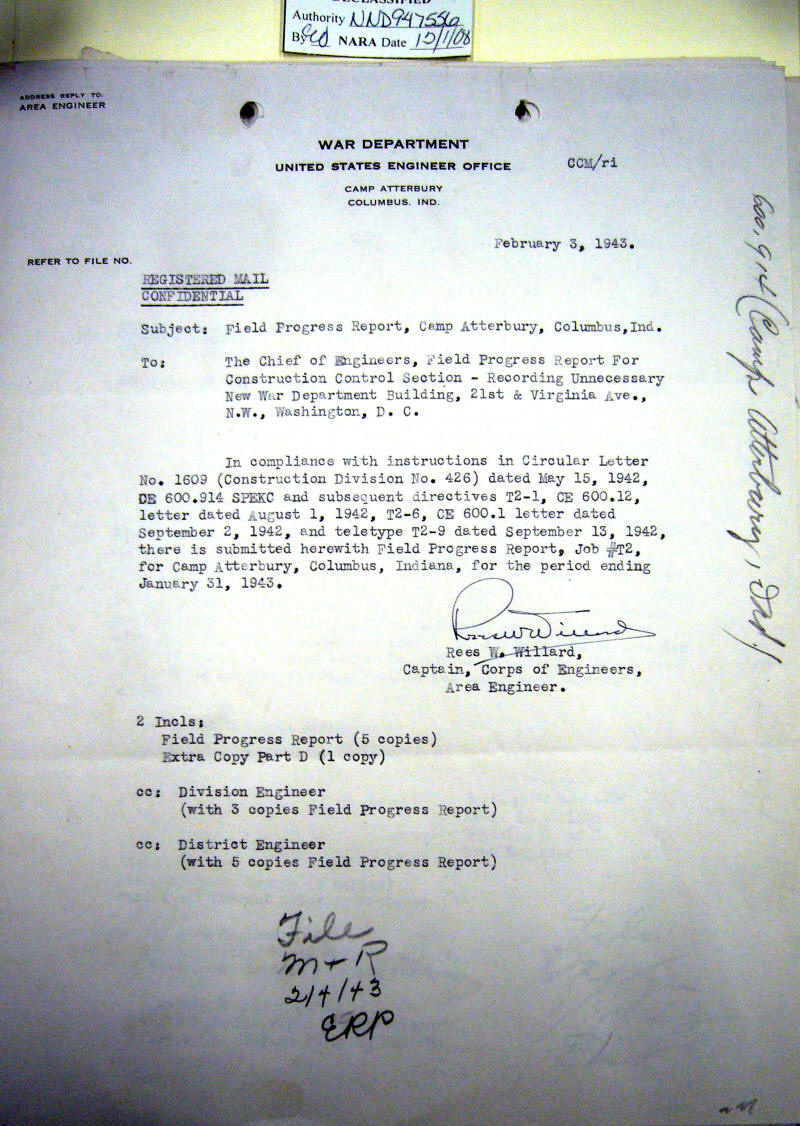 DECLASSIFIED
Authority NND947556
By NARA Date
ADDRESS REPLY TO:
AREA ENGINEER
WAR DEPARTMENT
UNITED STATES ENGINEER OFFICE
CCM/ri
CAMP ATTERBURY
COLUMBUS, IND.
February 3, 1943.
REFER TO FILE NO.
REGISTERED MAIL
CONFIDENTIAL
Subject: Field Progress Report, Camp Atterbury, Columbus,Ind.
To: The Chief of Engineers, Field Progress Report For
Construction Control Section - Recording Unnecessary
New War Department Building, 21st & Virginia Ave.,
N.W., Washington, D. C.
In compliance with instructions in Circular Letter
No. 1609 (Construction Division No. 426) dated May 15, 1942,
CE 600.914 SPEKC and subsequent directives T2-1, CE 600.12,
letter dated August 1, 1942, T2-6, CE 600.1 letter dated
September 2, 1942, and teletype T2-9 dated September 13, 1942,
there is submitted herewith Field Progress Report, Job #T2,
for Camp Atterbury, Columbus, Indiana, for the period ending
January 31, 1943.
Rees W. Willard,
Captain, Corps of Engineers,
Area Engineer.
2 Incls:
Field Progress Report (5 copies)
Extra Copy Part D (1 copy)
cc: Division Engineer
(with 3 copies Field Progress Report)
cc: District Engineer
(with 5 copies Field Progress Report)
File
M + R
2/4/43
ERP
600.914 (Camp Atterbury, Ind)